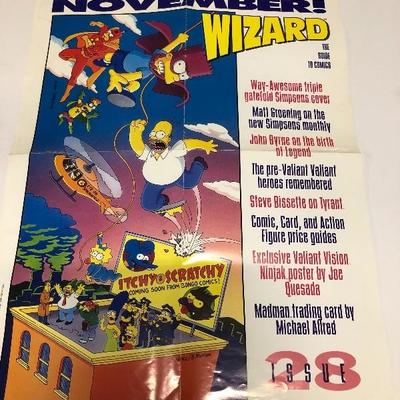 NOVEMBER!
WIZARD
THE
GUIDE
TO COMICS
Way-Awesome triple
gatefold Simpsons cover
Matt Groening on the
new Simpsons monthly
John Byrne on the birth
of Legend
The pre-Valiant Valiant
heroes remembered
Steve Bissette on Tyrant
Comic, Card, and Action
Figure price guides
Exclusive Valiant Vision
Ninjak poster by Joe
Quesada
Madman trading card by
Michael Allred
ITCHY & SCRATCHY
COMING SOON FROM BONGO COMICS!
28
ISSUE